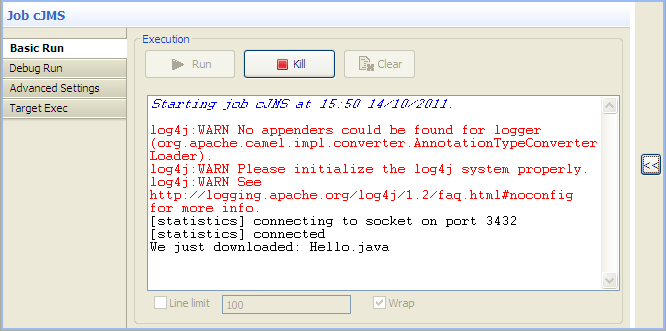 Job cJMS
Basic Run
Debug Run
Advanced Settings
Target Exec
Execution
Run
Kill
Clear
Starting job cJMS at 15:50 14/10/2011.
log4j:WARN No appenders could be found for logger
(org.apache.camel.impl.converter.AnnotationTypeConverter
Loader).
log4j:WARN Please initialize the log4j system properly.
log4j:WARN See
http://logging.apache.org/log4j/1.2/faq.html#noconfig
for more info.
[statistics] connecting to socket on port 3432
[statistics] connected
We just downloaded: Hello.java
Line limit
100
Wrap
<<